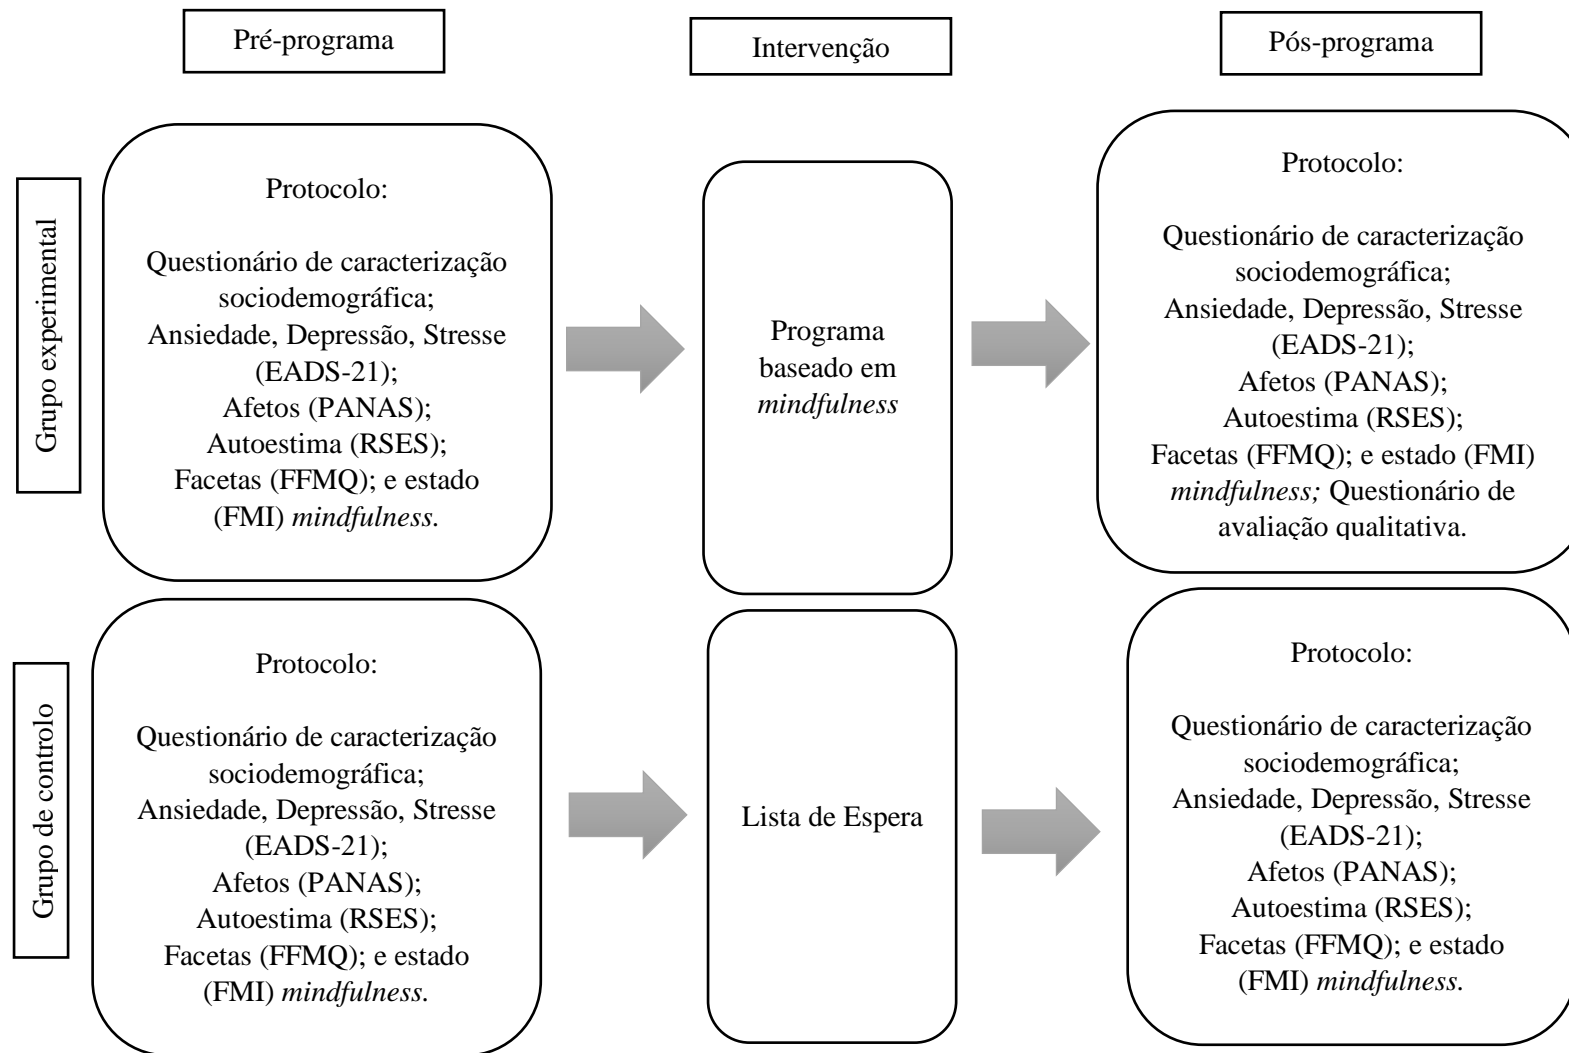 Pré-programa
Intervenção
Pós-programa
Grupo experimental
Protocolo:
Questionário de caracterização
sociodemográfica;
Ansiedade, Depressão, Stresse
(EADS-21);
Afetos (PANAS);
Autoestima (RSES);
Facetas (FFMQ); e estado
(FMI) mindfulness.
Programa
baseado em
mindfulness
Protocolo:
Questionário de caracterização
sociodemográfica;
Ansiedade, Depressão, Stresse
(EADS-21);
Afetos (PANAS);
Autoestima (RSES);
Facetas (FFMQ); e estado (FMI)
mindfulness; Questionário de
avaliação qualitativa.
Grupo de controlo
Protocolo:
Questionário de caracterização
sociodemográfica;
Ansiedade, Depressão, Stresse
(EADS-21);
Afetos (PANAS);
Autoestima (RSES);
Facetas (FFMQ); e estado
(FMI) mindfulness.
Lista de Espera
Protocolo:
Questionário de caracterização
sociodemográfica;
Ansiedade, Depressão, Stresse
(EADS-21);
Afetos (PANAS);
Autoestima (RSES);
Facetas (FFMQ); e estado
(FMI) mindfulness.